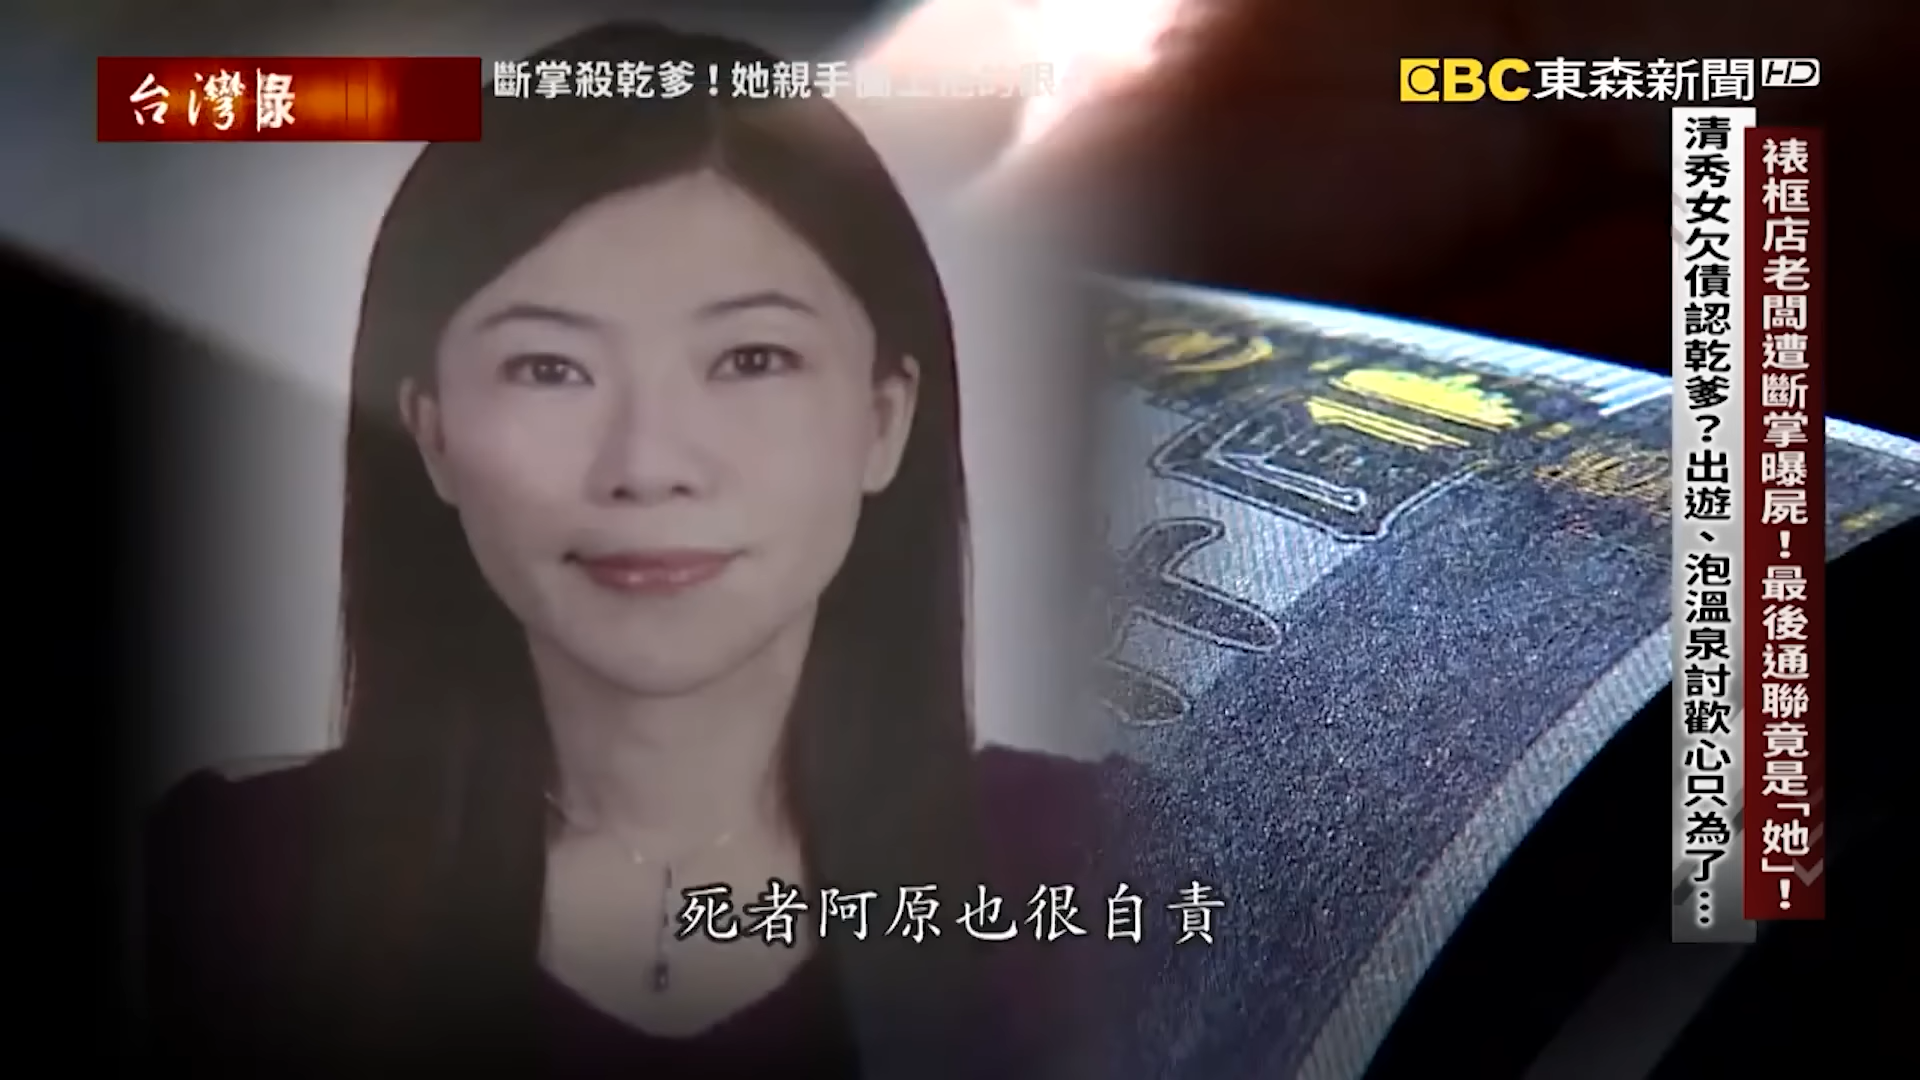 台灣
斷掌殺乾爹！她親手
EBC東森新聞HD
裱框店老闆遭斷掌曝屍！最後通聯竟是「她」！
清秀女欠債認乾爹？出遊、泡溫泉討歡心只為了…
死者阿原也很自責